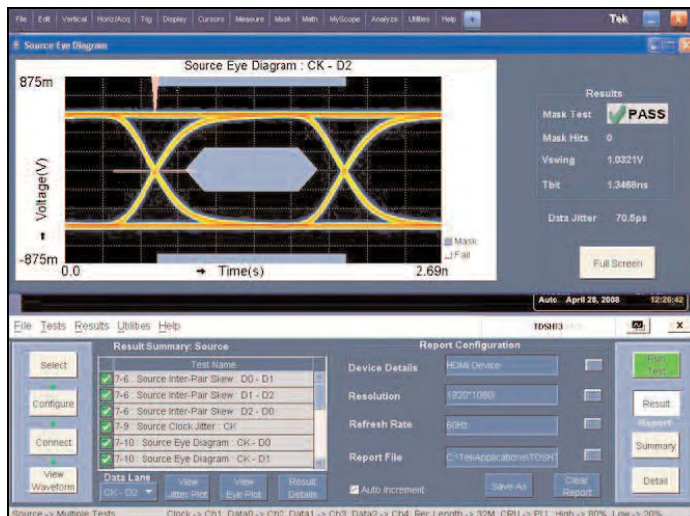 File Edit Vertical Horiz/Acq Trig Display Cursors Measure Mask Math MyScope Analyze Utilities Help Tek X
Source Eye Diagram
Source Eye Diagram : CK - D2
875m
Voltage(V)
-875m
0.0 Time(s) 2.69n
Mask
Fail
Results
Mask Test PASS
Mask Hits 0
Vswing 1.0321V
Tbit 1.3468ns
Data Jitter 70.5ps
Full Screen
Auto April 28, 2008 12:26:42
File Tests Results Utilities Help TDSHT3 X
Select
Configure
Connect
View
Waveform
Result Summary: Source
Test Name
7-6 : Source Inter-Pair Skew : D0 - D1
7-6 : Source Inter-Pair Skew : D1 - D2
7-6 : Source Inter-Pair Skew : D2 - D0
7-9 : Source Clock Jitter : CK
7-10 : Source Eye Diagram : CK - D0
7-10 : Source Eye Diagram : CK - D1
Data Lane
CK - D2
View
Jitter Plot
View
Eye Plot
Result
Details
Report Configuration
Device Details HDMI Device
Resolution 1920*1080i
Refresh Rate 60Hz
Report File C:\TekApplications\TDSHT
Auto Increment
Save As
Clear
Report
Run
Test
Result
Report
Summary
Detail
Source -> Multiple Tests Clock -> Ch1, Data0 -> Ch2, Data1 -> Ch3, Data2 -> Ch4, Rec Length -> 32M, CRU -> PLL, High -> 80%, Low -> 20%